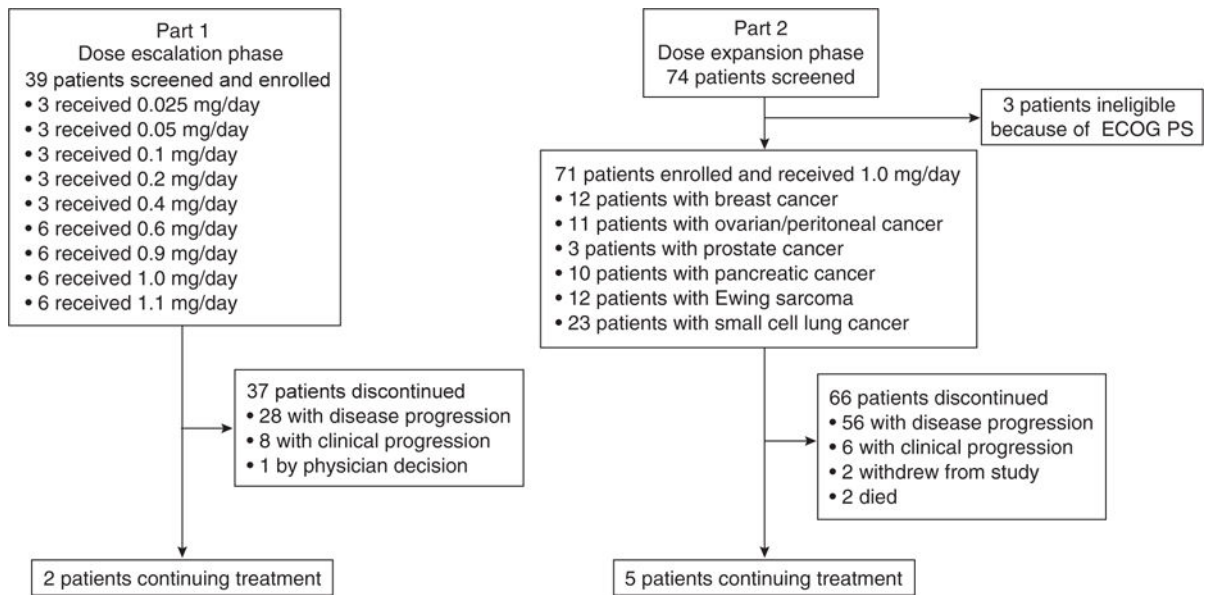 Part 1
Dose escalation phase
39 patients screened and enrolled
• 3 received 0.025 mg/day
• 3 received 0.05 mg/day
• 3 received 0.1 mg/day
• 3 received 0.2 mg/day
• 3 received 0.4 mg/day
• 6 received 0.6 mg/day
• 6 received 0.9 mg/day
• 6 received 1.0 mg/day
• 6 received 1.1 mg/day
37 patients discontinued
• 28 with disease progression
• 8 with clinical progression
• 1 by physician decision
2 patients continuing treatment
Part 2
Dose expansion phase
74 patients screened
3 patients ineligible
because of ECOG PS
71 patients enrolled and received 1.0 mg/day
• 12 patients with breast cancer
• 11 patients with ovarian/peritoneal cancer
• 3 patients with prostate cancer
• 10 patients with pancreatic cancer
• 12 patients with Ewing sarcoma
• 23 patients with small cell lung cancer
66 patients discontinued
• 56 with disease progression
• 6 with clinical progression
• 2 withdrew from study
• 2 died
5 patients continuing treatment